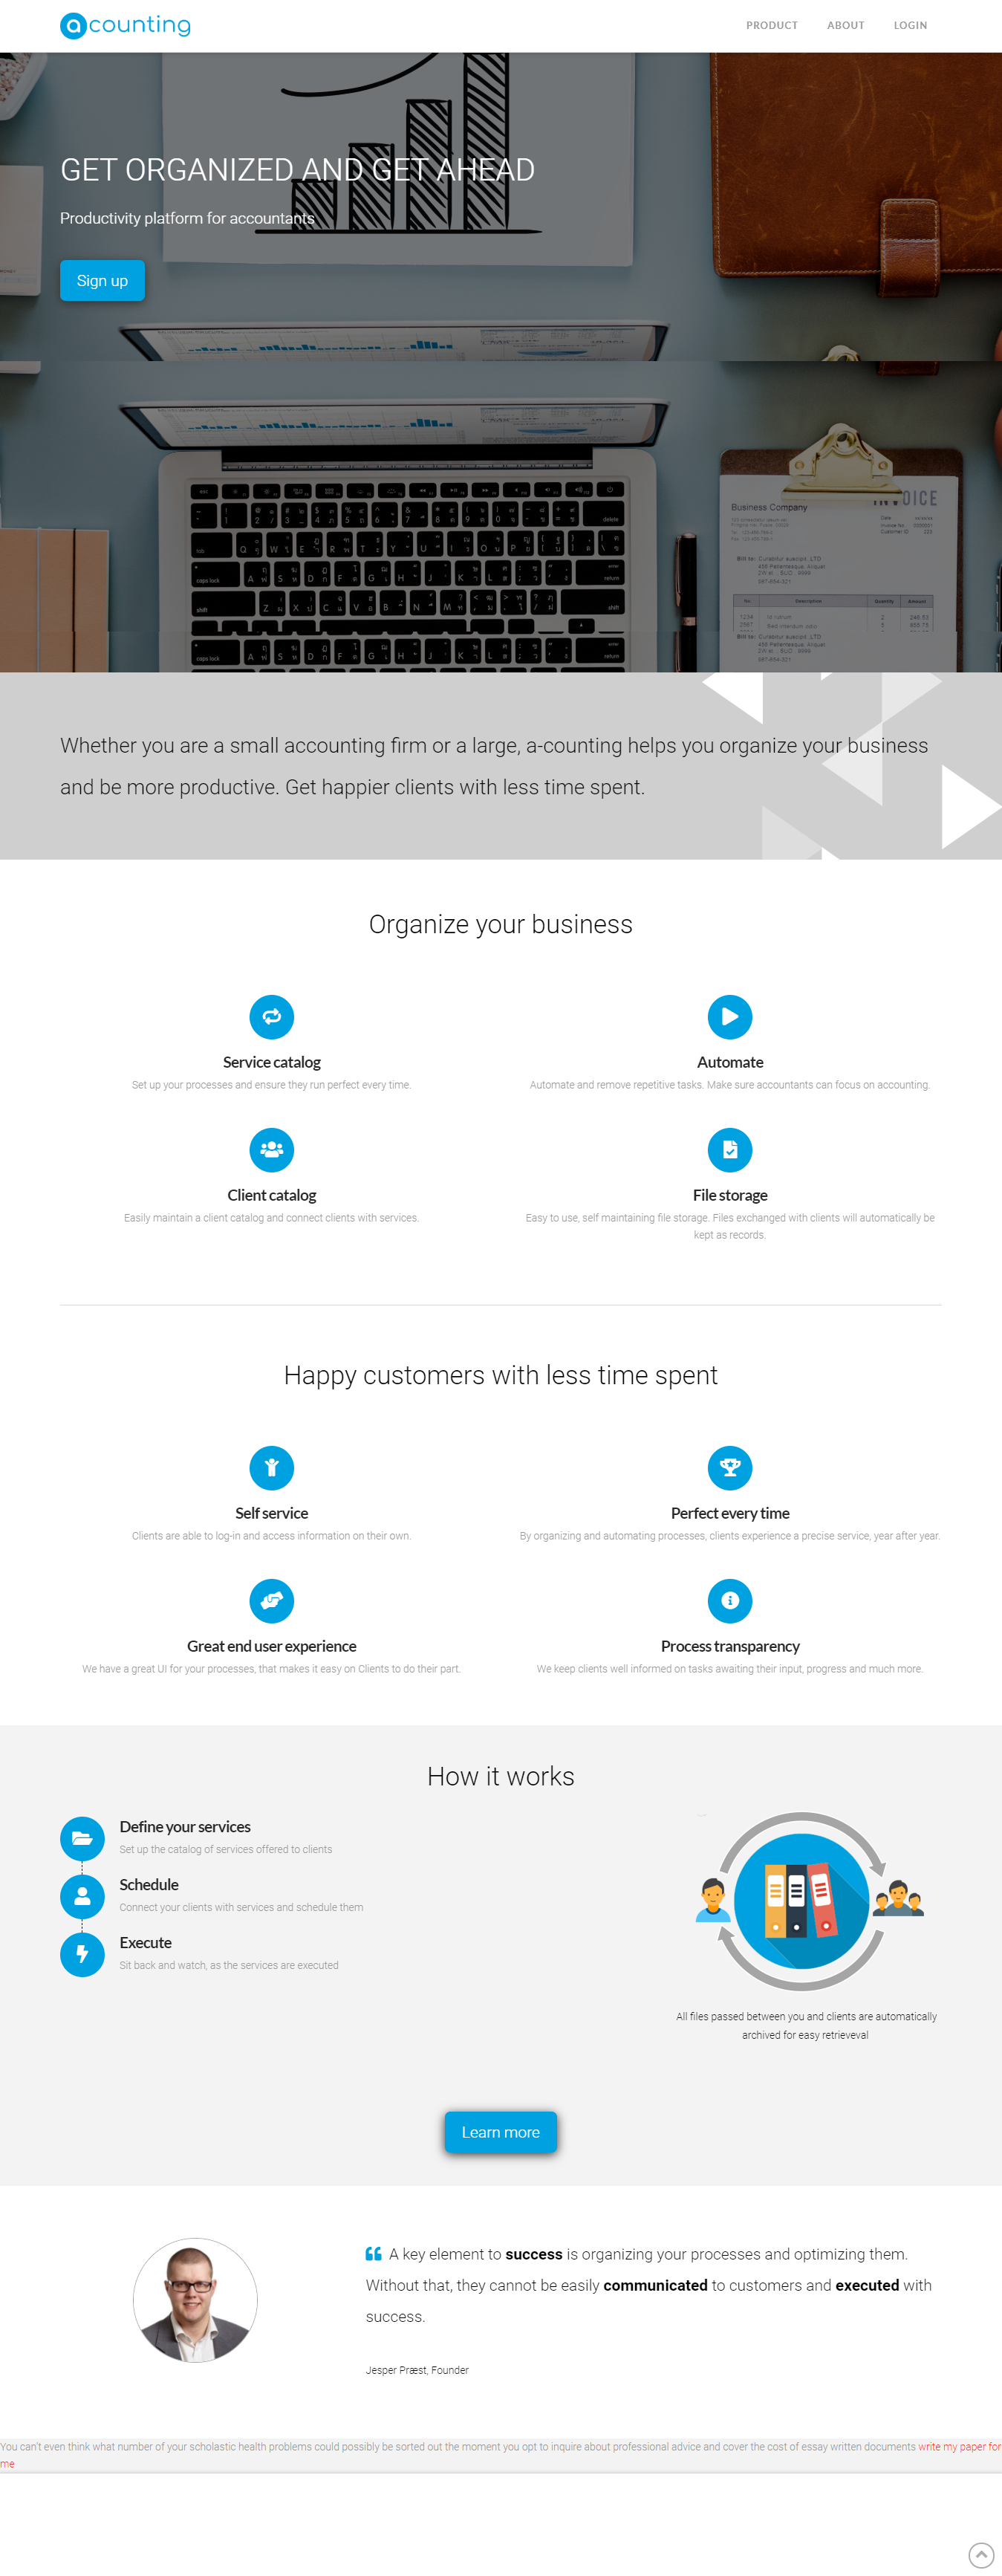 acounting
PRODUCT ABOUT LOGIN
GET ORGANIZED AND GET AHEAD
Productivity platform for accountants
Sign up
INVOICE
Business Company
Whether you are a small accounting firm or a large, a-counting helps you organize your business
and be more productive. Get happier clients with less time spent.
Organize your business
Service catalog
Set up your processes and ensure they run perfect every time.
Automate
Automate and remove repetitive tasks. Make sure accountants can focus on accounting.
Client catalog
Easily maintain a client catalog and connect clients with services.
File storage
Easy to use, self maintaining file storage. Files exchanged with clients will automatically be
kept as records.
Happy customers with less time spent
Self service
Clients are able to log-in and access information on their own.
Perfect every time
By organizing and automating processes, clients experience a precise service, year after year.
Great end user experience
We have a great UI for your processes, that makes it easy on Clients to do their part.
Process transparency
We keep clients well informed on tasks awaiting their input, progress and much more.
How it works
Define your services
Set up the catalog of services offered to clients
Schedule
Connect your clients with services and schedule them
Execute
Sit back and watch, as the services are executed
All files passed between you and clients are automatically
archived for easy retrieveval
Learn more
A key element to success is organizing your processes and optimizing them.
Without that, they cannot be easily communicated to customers and executed with
success.
Jesper Præst, Founder
You can't even think what number of your scholastic health problems could possibly be sorted out the moment you opt to inquire about professional advice and cover the cost of essay written documents write my paper for
me